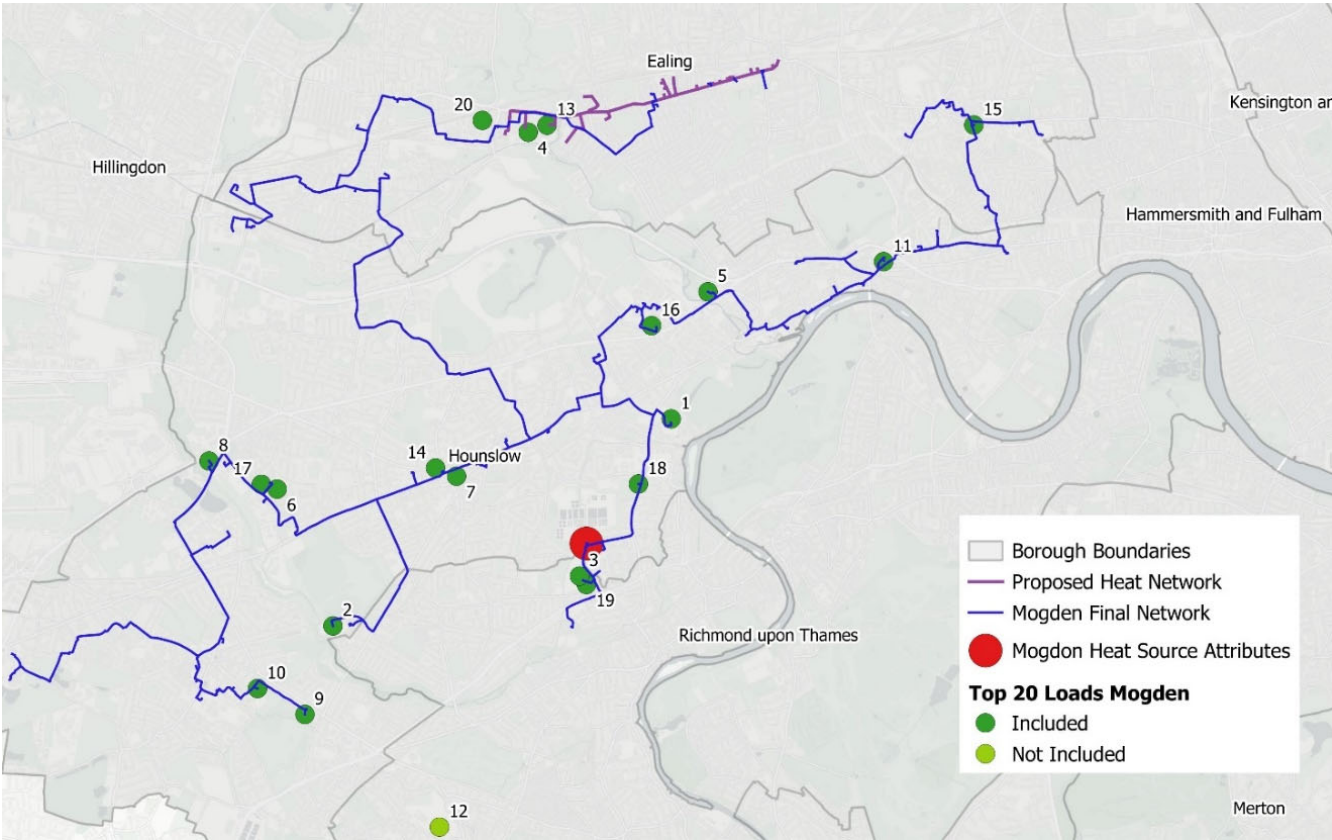 Ealing
20
13
4
15
Kensington an
Hillingdon
Hammersmith and Fulham
11
5
16
1
8
17
6
14
Hounslow
7
18
3
19
2
Richmond upon Thames
10
9
12
Borough Boundaries
Proposed Heat Network
Mogden Final Network
Mogdon Heat Source Attributes
Top 20 Loads Mogden
Included
Not Included
Merton